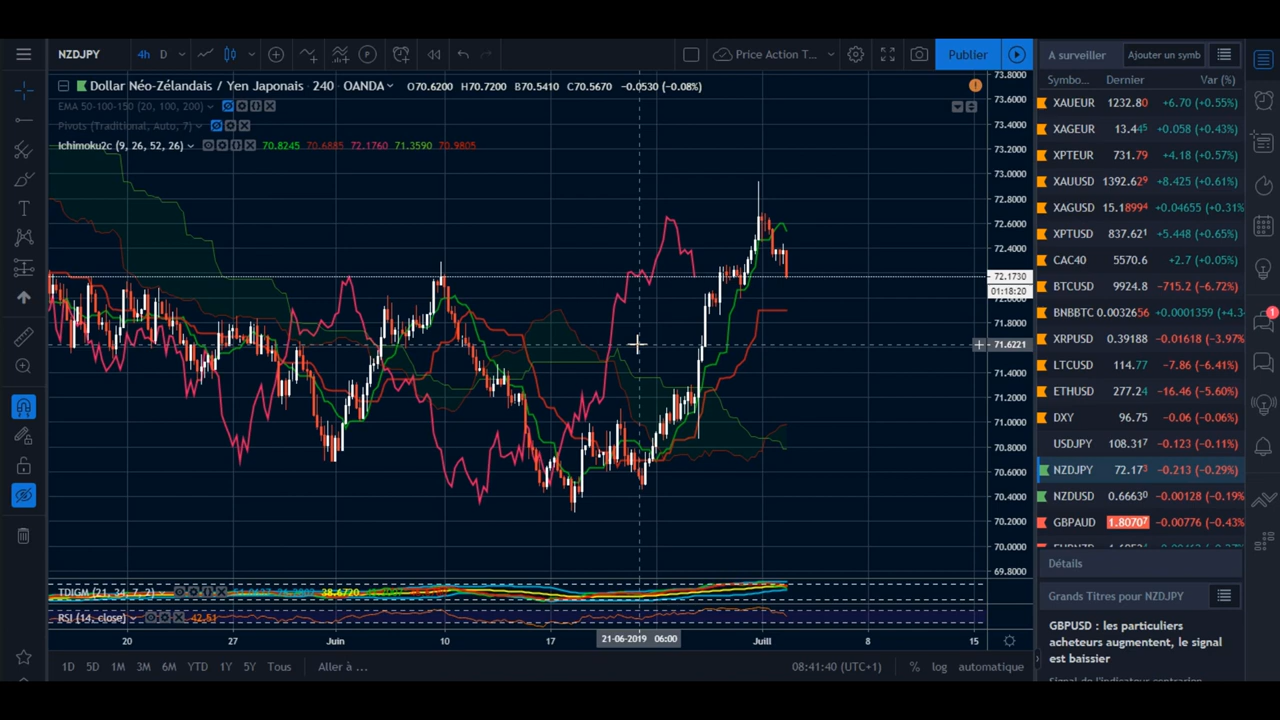 NZDJPY 4h D Price Action T... Publier
Dollar Néo-Zélandais / Yen Japonais · 240 OANDA O70.6200 H70.7200 B70.5410 C70.5670 −0.0530 (−0.08%)
EMA 50-100-150 (20, 100, 200)
Pivots (Traditional, Auto, 7)
Ichimoku2c (9, 26, 52, 26) 70.8245 70.6885 72.1760 71.3590 70.9805
73.8000
73.6000
73.4000
73.2000
73.0000
72.8000
72.6000
72.4000
72.1730
01:18:20
72.0000
71.8000
71.6221
71.4000
71.2000
71.0000
70.8000
70.6000
70.4000
70.2000
70.0000
69.8000
TDIGM (21, 34, 7, 2) 38.6720
RSI (14, close) 42.51
20 27 Juin 10 17 21-06-2019 06:00 Juill 8 15
1D 5D 1M 3M 6M YTD 1Y 5Y Tous Aller à ... 08:41:40 (UTC+1) % log automatique
A surveiller Ajouter un symb
Symbo... Dernier Var (%)
XAUEUR 1232.80 +6.70 (+0.55%)
XAGEUR 13.445 +0.058 (+0.43%)
XPTEUR 731.79 +4.18 (+0.57%)
XAUUSD 1392.629 +8.425 (+0.61%)
XAGUSD 15.1899⁴ +0.04655 (+0.31%
XPTUSD 837.62¹ +5.448 (+0.65%)
CAC40 5570.6 +2.7 (+0.05%)
BTCUSD 9924.8 −715.2 (−6.72%)
BNNBTC 0.0032656 +0.0001359 (+4.3
XRPUSD 0.39188 −0.01618 (−3.97%
LTCUSD 114.77 −7.86 (−6.41%)
ETHUSD 277.24 −16.46 (−5.60%)
DXY 96.75 −0.06 (−0.06%)
USDJPY 108.31⁷ −0.123 (−0.11%)
NZDJPY 72.17³ −0.213 (−0.29%)
NZDUSD 0.6663⁰ −0.00128 (−0.19%
GBPAUD 1.8070⁷ −0.00776 (−0.43%
Détails
Grands Titres pour NZDJPY
GBPUSD : les particuliers
acheteurs augmentent, le signal
est baissier
1